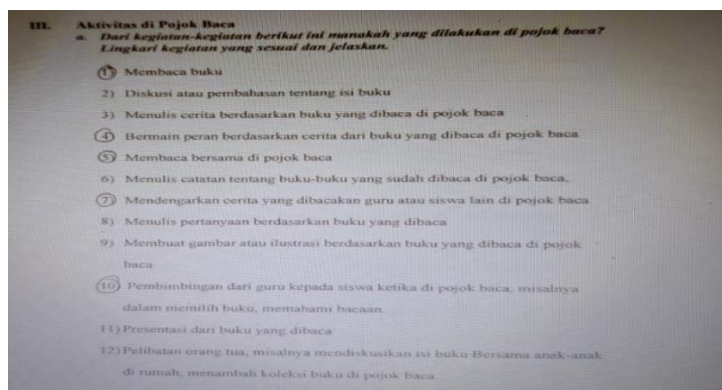 III. Aktivitas di Pojok Baca
a. Dari kegiatan-kegiatan berikut ini manakah yang dilakukan di pojok baca?
Lingkari kegiatan yang sesuai dan jelaskan.
1) Membaca buku
2) Diskusi atau pembahasan tentang isi buku
3) Menulis cerita berdasarkan buku yang dibaca di pojok baca
4) Bermain peran berdasarkan cerita dari buku yang dibaca di pojok baca
5) Membaca bersama di pojok baca
6) Menulis catatan tentang buku-buku yang sudah dibaca di pojok baca,
7) Mendengarkan cerita yang dibacakan guru atau siswa lain di pojok baca
8) Menulis pertanyaan berdasarkan buku yang dibaca
9) Membuat gambar atau ilustrasi berdasarkan buku yang dibaca di pojok
baca
10) Pembimbingan dari guru kepada siswa ketika di pojok baca, misalnya
dalam memilih buku, memahami bacaan
11) Presentasi dari buku yang dibaca
12) Pelibatan orang tua, misalnya mendiskusikan isi buku Bersama anak-anak
di rumah, menambah koleksi buku di pojok baca